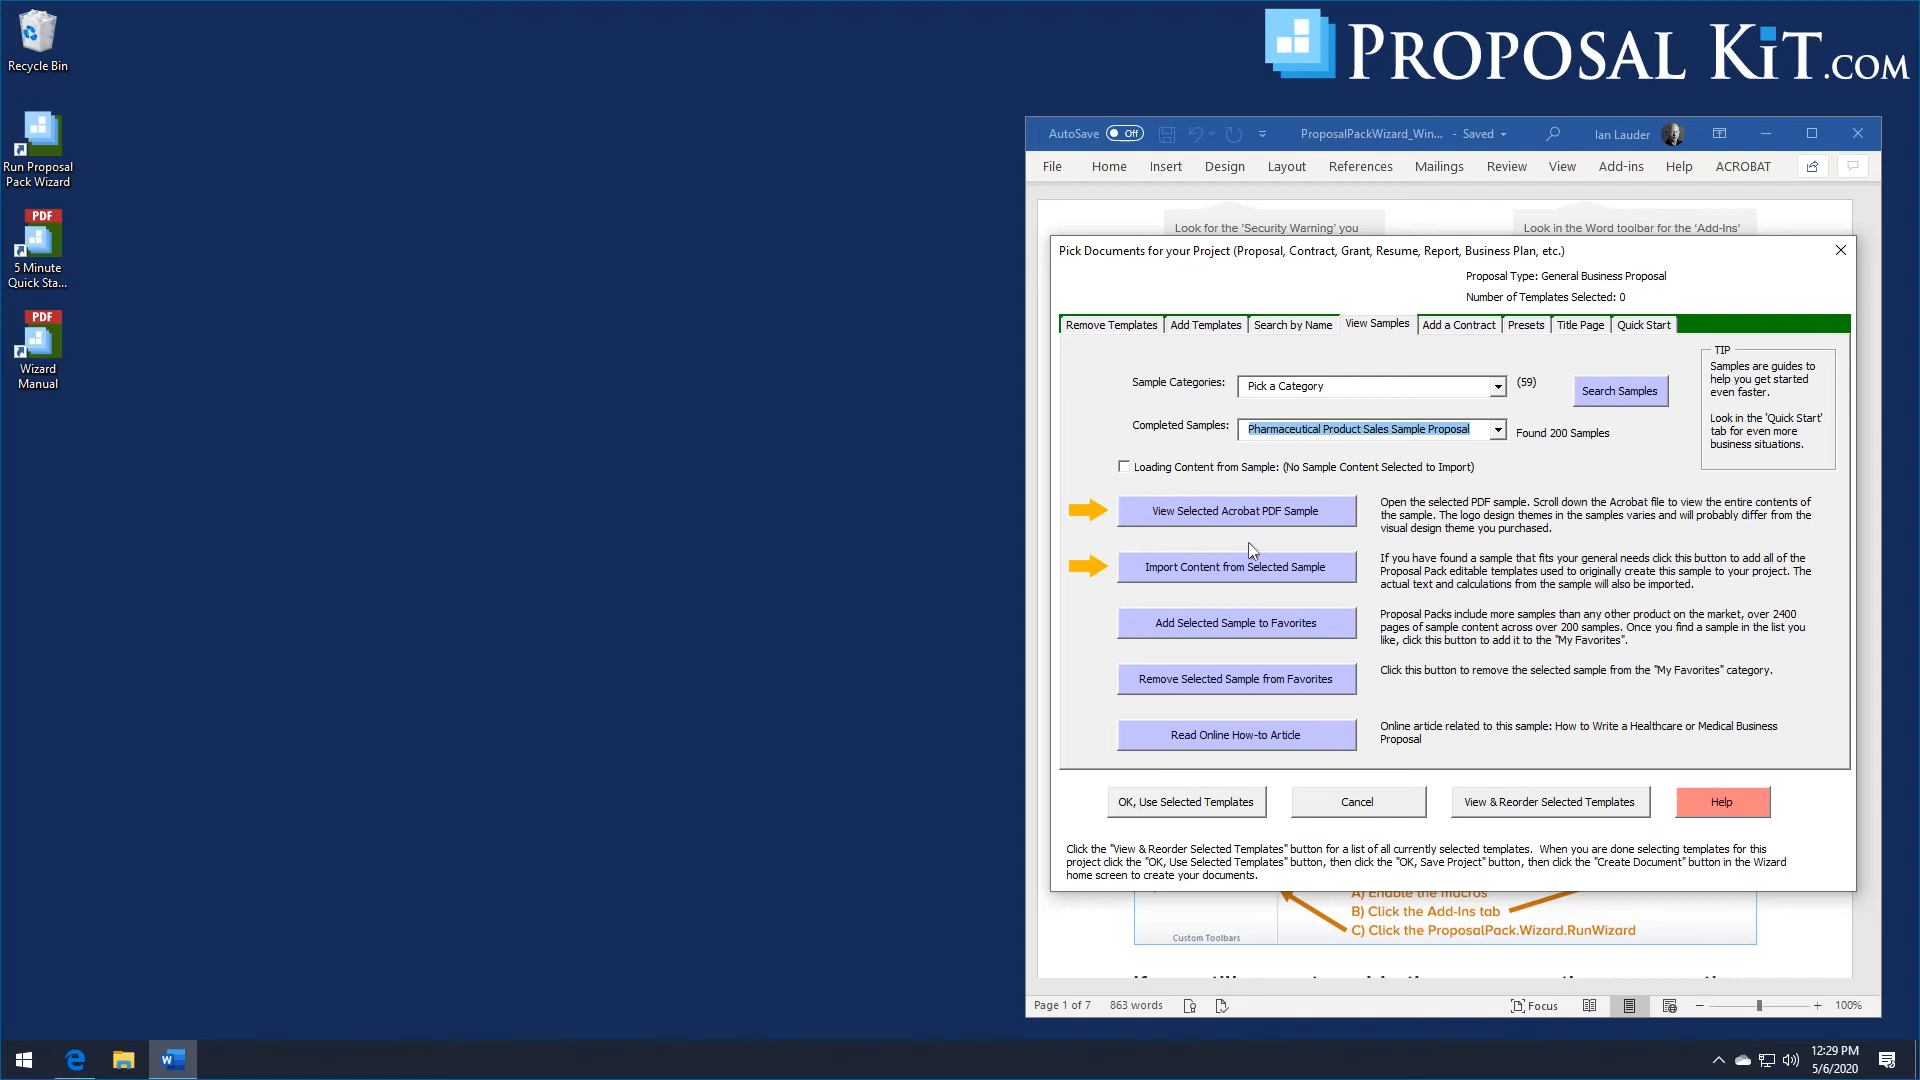 Recycle Bin
Run Proposal
Pack Wizard
PDF
5 Minute
Quick Sta...
PDF
Wizard
Manual
PROPOSAL KIT.COM
AutoSave Off ProposalPackWizard_Win... - Saved Ian Lauder
File Home Insert Design Layout References Mailings Review View Add-ins Help ACROBAT
Look for the 'Security Warning' you
Look in the Word toolbar for the 'Add-Ins'
Pick Documents for your Project (Proposal, Contract, Grant, Resume, Report, Business Plan, etc.)
Proposal Type: General Business Proposal
Number of Templates Selected: 0
Remove Templates Add Templates Search by Name View Samples Add a Contract Presets Title Page Quick Start
Sample Categories: Pick a Category (59) Search Samples
Completed Samples: Pharmaceutical Product Sales Sample Proposal Found 200 Samples
TIP
Samples are guides to
help you get started
even faster.
Look in the 'Quick Start'
tab for even more
business situations.
Loading Content from Sample: (No Sample Content Selected to Import)
View Selected Acrobat PDF Sample
Open the selected PDF sample. Scroll down the Acrobat file to view the entire contents of
the sample. The logo design themes in the samples varies and will probably differ from the
visual design theme you purchased.
Import Content from Selected Sample
If you have found a sample that fits your general needs click this button to add all of the
Proposal Pack editable templates used to originally create this sample to your project. The
actual text and calculations from the sample will also be imported.
Add Selected Sample to Favorites
Proposal Packs include more samples than any other product on the market, over 2400
pages of sample content across over 200 samples. Once you find a sample in the list you
like, click this button to add it to the "My Favorites".
Remove Selected Sample from Favorites
Click this button to remove the selected sample from the "My Favorites" category.
Read Online How-to Article
Online article related to this sample: How to Write a Healthcare or Medical Business
Proposal
OK, Use Selected Templates Cancel View & Reorder Selected Templates Help
Click the "View & Reorder Selected Templates" button for a list of all currently selected templates. When you are done selecting templates for this
project click the "OK, Use Selected Templates" button, then click the "OK, Save Project" button, then click the "Create Document" button in the Wizard
home screen to create your documents.
A) Enable the macros
B) Click the Add-Ins tab
C) Click the ProposalPack.Wizard.RunWizard
Custom Toolbars
Page 1 of 7 863 words Focus 100%
12:29 PM
5/6/2020